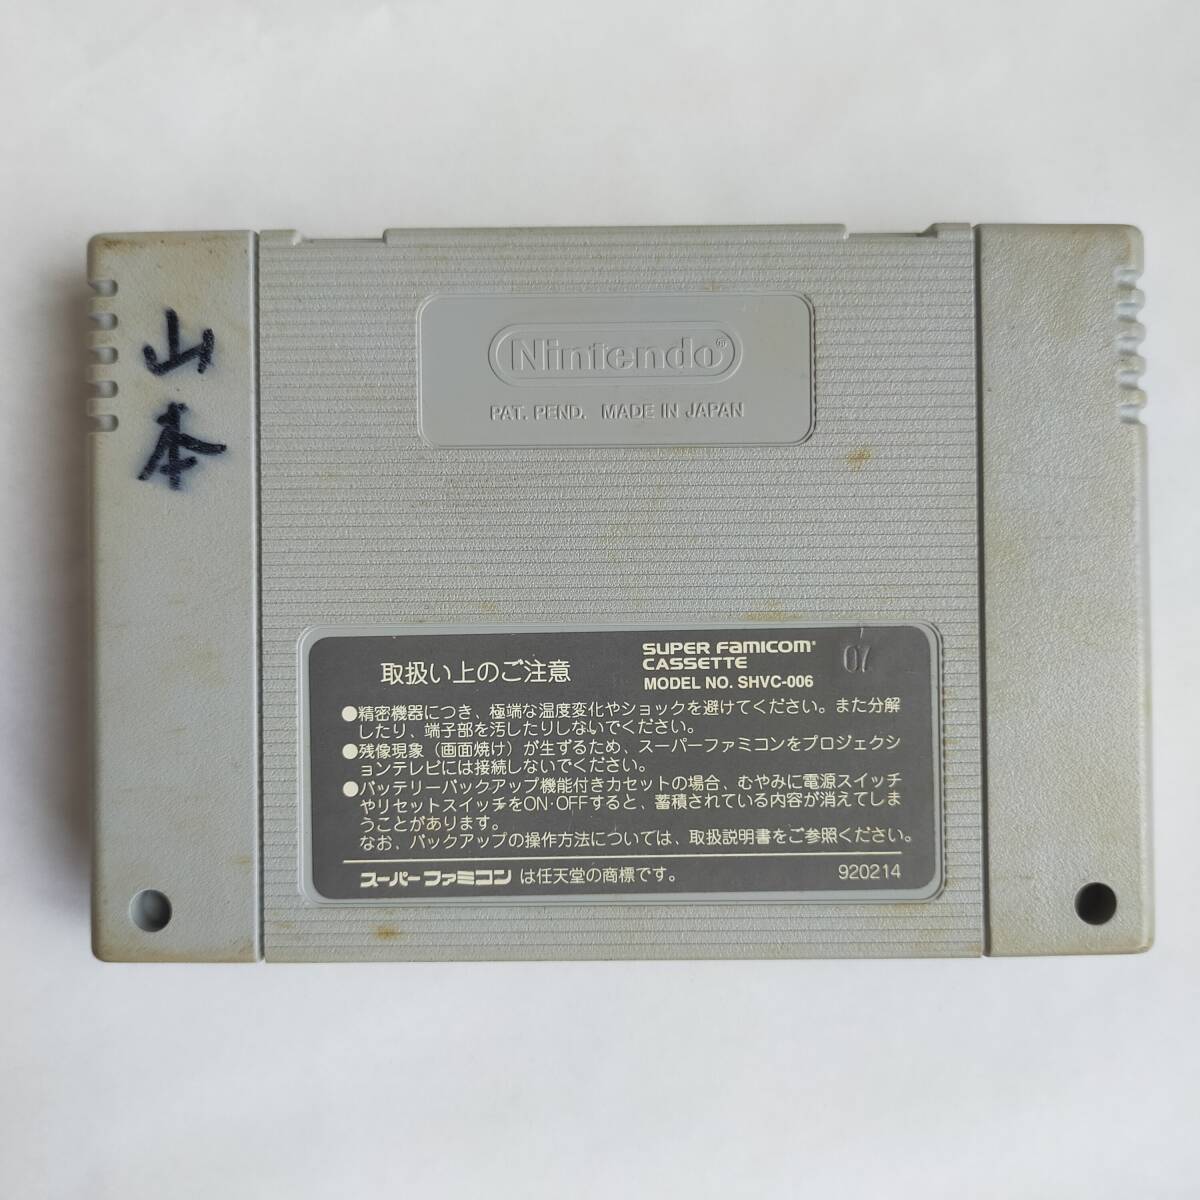 山本
Nintendo®
PAT. PEND. MADE IN JAPAN
取扱い上のご注意
SUPER FAMICOM®
CASSETTE
MODEL NO. SHVC-006
07
●精密機器につき、極端な温度変化やショックを避けてください。また分解
したり、端子部を汚したりしないでください。
●残像現象（画面焼け）が生ずるため、スーパーファミコンをプロジェクシ
ョンテレビには接続しないでください。
●バッテリーバックアップ機能付きカセットの場合、むやみに電源スイッチ
やリセットスイッチをON・OFFすると、蓄積されている内容が消えてしま
うことがあります。
なお、バックアップの操作方法については、取扱説明書をご参照ください。
スーパーファミコンは任天堂の商標です。
920214